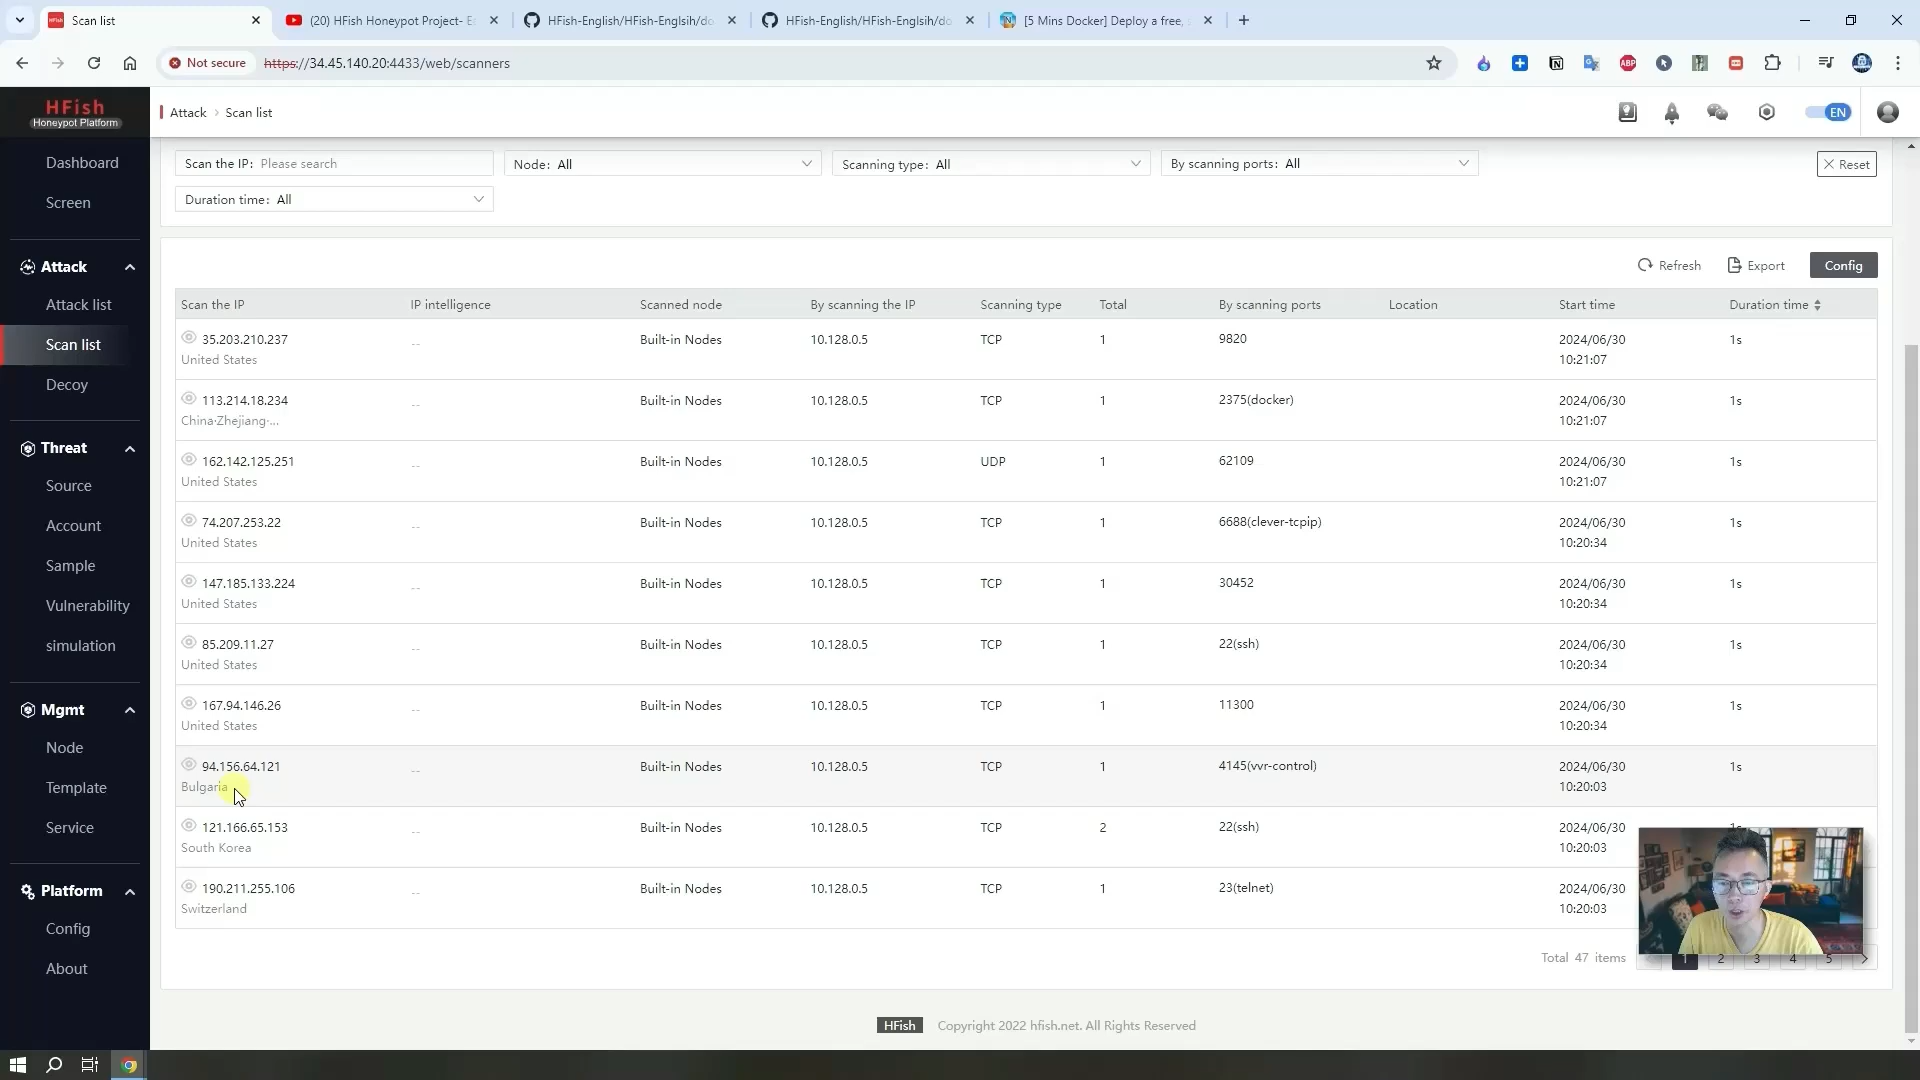 Scan list
(20) HFish Honeypot Project- E
HFish-English/HFish-Englsih/do
HFish-English/HFish-Englsih/do
[5 Mins Docker] Deploy a free,
Not secure
https://34.45.140.20:4433/web/scanners
ABP
HFish
Honeypot Platform
Attack › Scan list
EN
Dashboard
Screen
Attack
Attack list
Scan list
Decoy
Threat
Source
Account
Sample
Vulnerability
simulation
Mgmt
Node
Template
Service
Platform
Config
About
Scan the IP: Please search
Node: All
Scanning type: All
By scanning ports: All
Reset
Duration time: All
Refresh
Export
Config
Scan the IP IP intelligence Scanned node By scanning the IP Scanning type Total By scanning ports Location Start time Duration time
35.203.210.237 -- Built-in Nodes 10.128.0.5 TCP 1 9820 2024/06/30 1s
United States 10:21:07
113.214.18.234 -- Built-in Nodes 10.128.0.5 TCP 1 2375(docker) 2024/06/30 1s
China·Zhejiang·... 10:21:07
162.142.125.251 -- Built-in Nodes 10.128.0.5 UDP 1 62109 2024/06/30 1s
United States 10:21:07
74.207.253.22 -- Built-in Nodes 10.128.0.5 TCP 1 6688(clever-tcpip) 2024/06/30 1s
United States 10:20:34
147.185.133.224 -- Built-in Nodes 10.128.0.5 TCP 1 30452 2024/06/30 1s
United States 10:20:34
85.209.11.27 -- Built-in Nodes 10.128.0.5 TCP 1 22(ssh) 2024/06/30 1s
United States 10:20:34
167.94.146.26 -- Built-in Nodes 10.128.0.5 TCP 1 11300 2024/06/30 1s
United States 10:20:34
94.156.64.121 -- Built-in Nodes 10.128.0.5 TCP 1 4145(vvr-control) 2024/06/30 1s
Bulgaria 10:20:03
121.166.65.153 -- Built-in Nodes 10.128.0.5 TCP 2 22(ssh) 2024/06/30 1s
South Korea 10:20:03
190.211.255.106 -- Built-in Nodes 10.128.0.5 TCP 1 23(telnet) 2024/06/30
Switzerland 10:20:03
Total 47 items 1 2 3 4 5
HFish Copyright 2022 hfish.net. All Rights Reserved